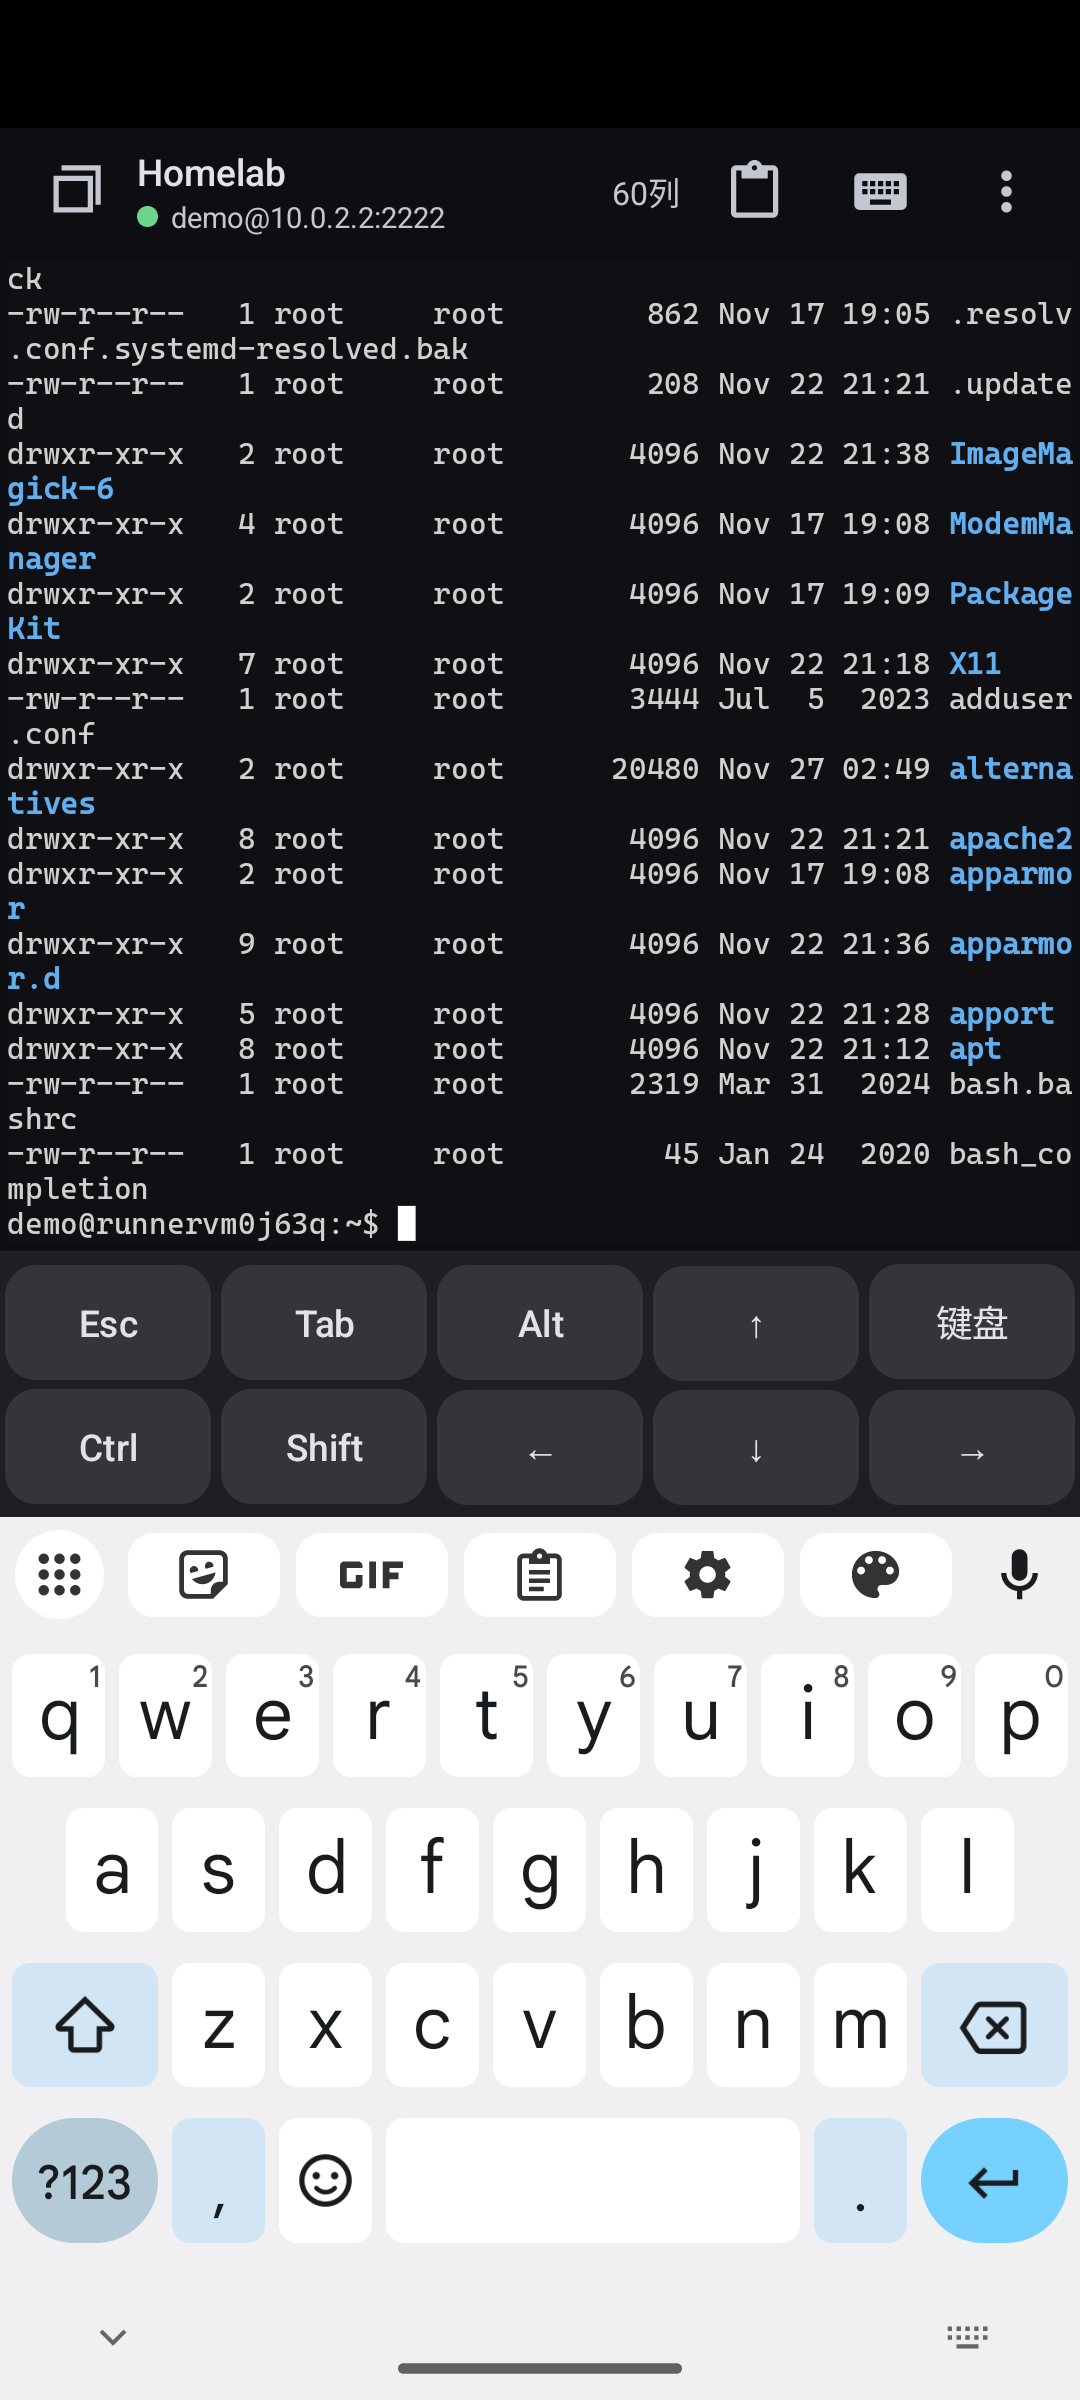 Homelab
demo@10.0.2.2:2222
60列
ck
-rw-r--r--   1 root     root        862 Nov 17 19:05 .resolv
.conf.systemd-resolved.bak
-rw-r--r--   1 root     root        208 Nov 22 21:21 .update
d
drwxr-xr-x   2 root     root       4096 Nov 22 21:38 ImageMa
gick-6
drwxr-xr-x   4 root     root       4096 Nov 17 19:08 ModemMa
nager
drwxr-xr-x   2 root     root       4096 Nov 17 19:09 Package
Kit
drwxr-xr-x   7 root     root       4096 Nov 22 21:18 X11
-rw-r--r--   1 root     root       3444 Jul  5  2023 adduser
.conf
drwxr-xr-x   2 root     root      20480 Nov 27 02:49 alterna
tives
drwxr-xr-x   8 root     root       4096 Nov 22 21:21 apache2
drwxr-xr-x   2 root     root       4096 Nov 17 19:08 apparmo
r
drwxr-xr-x   9 root     root       4096 Nov 22 21:36 apparmo
r.d
drwxr-xr-x   5 root     root       4096 Nov 22 21:28 apport
drwxr-xr-x   8 root     root       4096 Nov 22 21:12 apt
-rw-r--r--   1 root     root       2319 Mar 31  2024 bash.ba
shrc
-rw-r--r--   1 root     root         45 Jan 24  2020 bash_co
mpletion
demo@runnervm0j63q:~$
Esc Tab Alt ↑ 键盘
Ctrl Shift ← ↓ →
GIF
1 2 3 4 5 6 7 8 9 0
q w e r t y u i o p
a s d f g h j k l
z x c v b n m
?123 , .